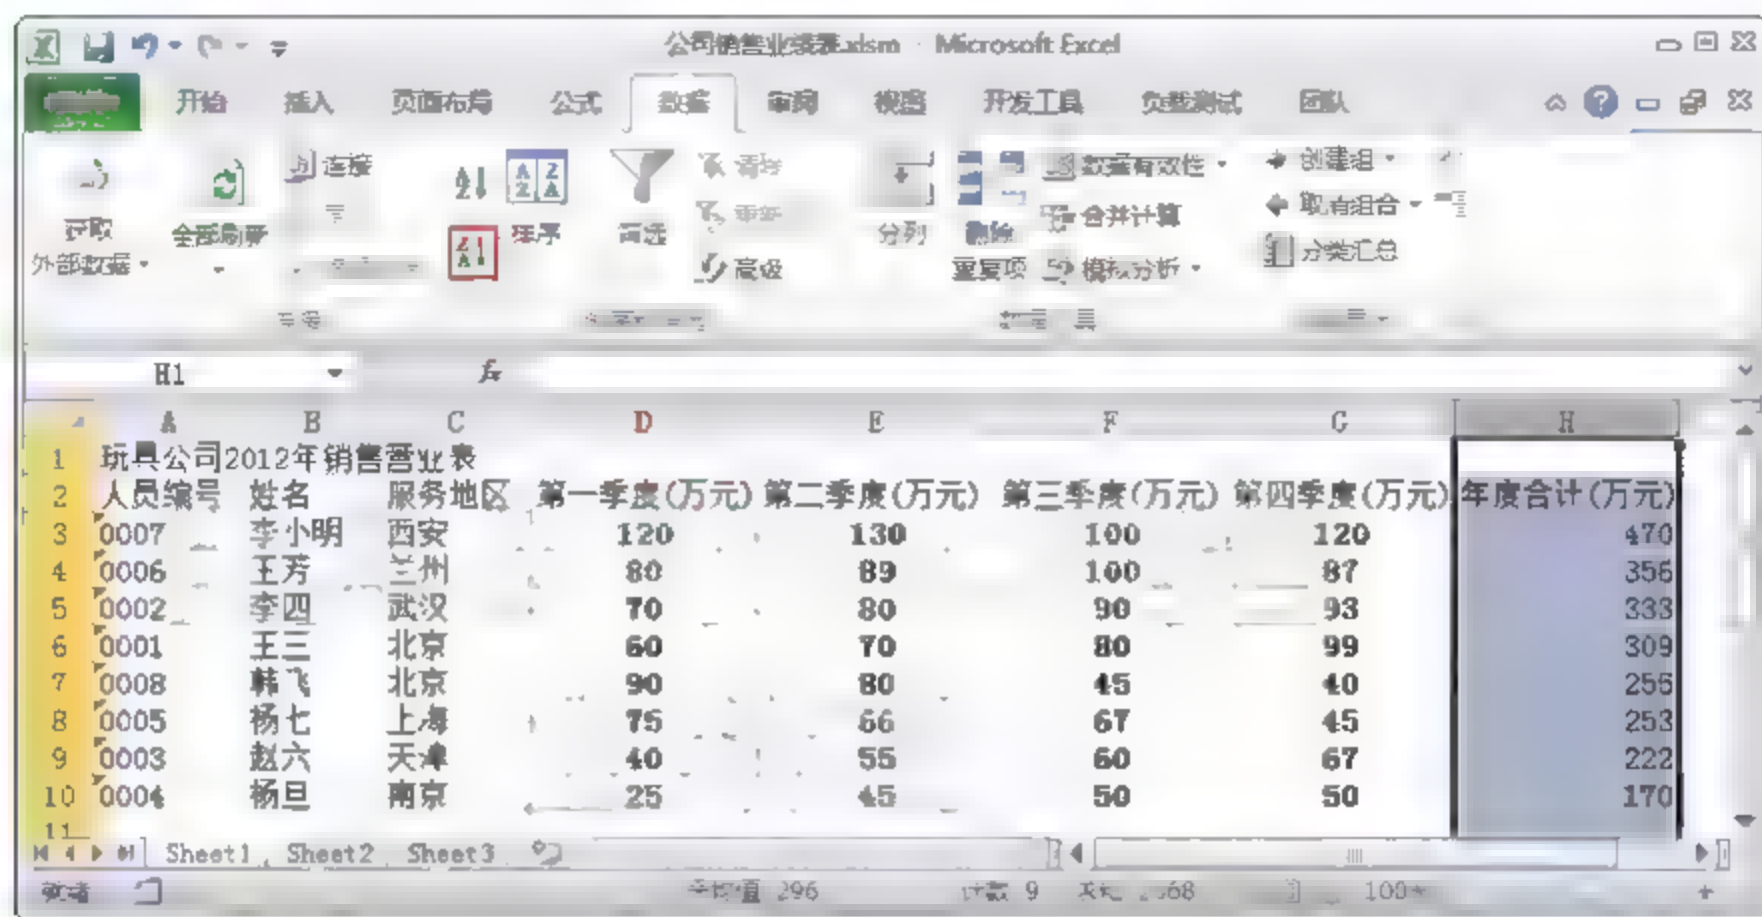 公司销售业绩表.xlsm - Microsoft Excel
开始 插入 页面布局 公式 数据 审阅 视图 开发工具 负载测试 团队
连接 清除 数据有效性 创建组
获取 全部刷新 排序 筛选 重新 分列 删除 合并计算 取消组合
外部数据 高级 重复项 模拟分析 分类汇总
H1 fx
A B C D E F G H
1 玩具公司2012年销售营业表
2 人员编号 姓名 服务地区 第一季度(万元) 第二季度(万元) 第三季度(万元) 第四季度(万元) 年度合计(万元)
3 0007 李小明 西安 120 130 100 120 470
4 0006 王芳 兰州 80 89 100 87 356
5 0002 李四 武汉 70 80 90 93 333
6 0001 王三 北京 60 70 80 99 309
7 0008 韩飞 北京 90 80 45 40 255
8 0005 杨七 上海 75 66 67 45 253
9 0003 赵六 天津 40 55 60 67 222
10 0004 杨旦 南京 25 45 50 50 170
11
Sheet1 Sheet2 Sheet3
就绪 平均值 296 计数 9 2368 100%